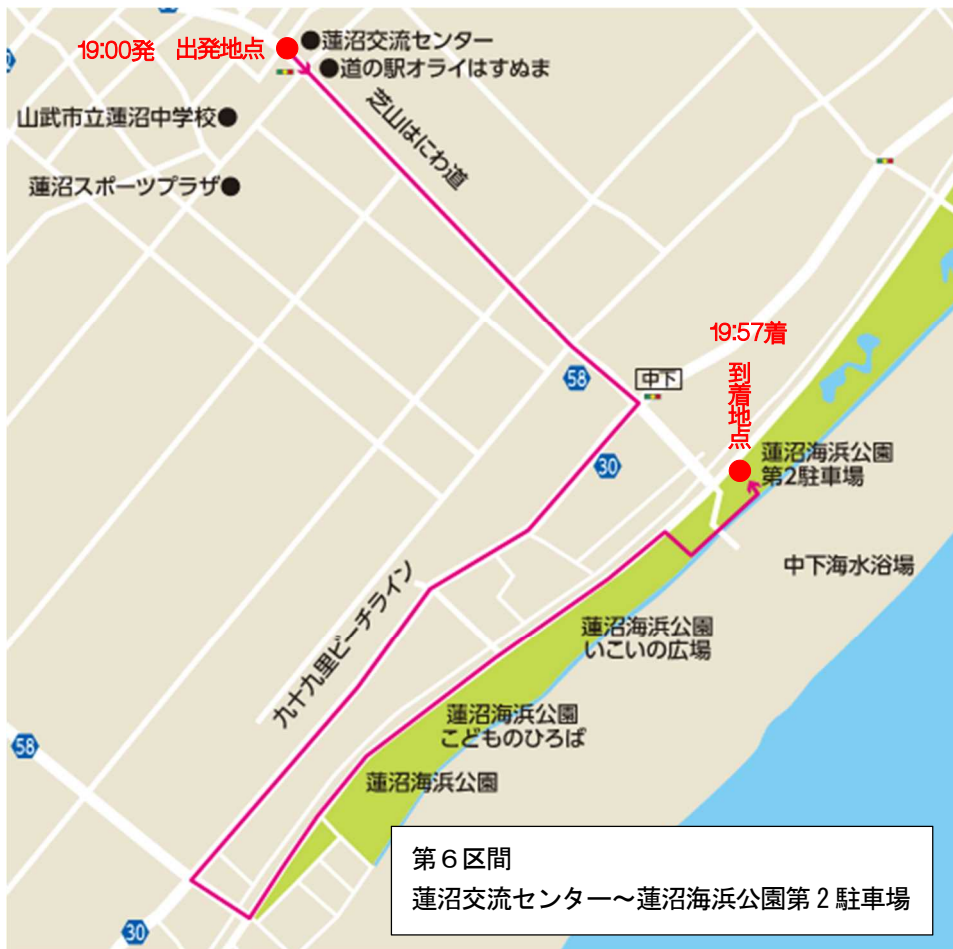 19:00発 出発地点
●蓮沼交流センター
●道の駅オライはすぬま
山武市立蓮沼中学校●
芝山はにわ道
蓮沼スポーツプラザ●
19:57着
到着地点
58
中下
30
蓮沼海浜公園
第2駐車場
中下海水浴場
九十九里ビーチライン
蓮沼海浜公園
いこいの広場
蓮沼海浜公園
こどものひろば
58
蓮沼海浜公園
第6区間
蓮沼交流センター～蓮沼海浜公園第2駐車場
30